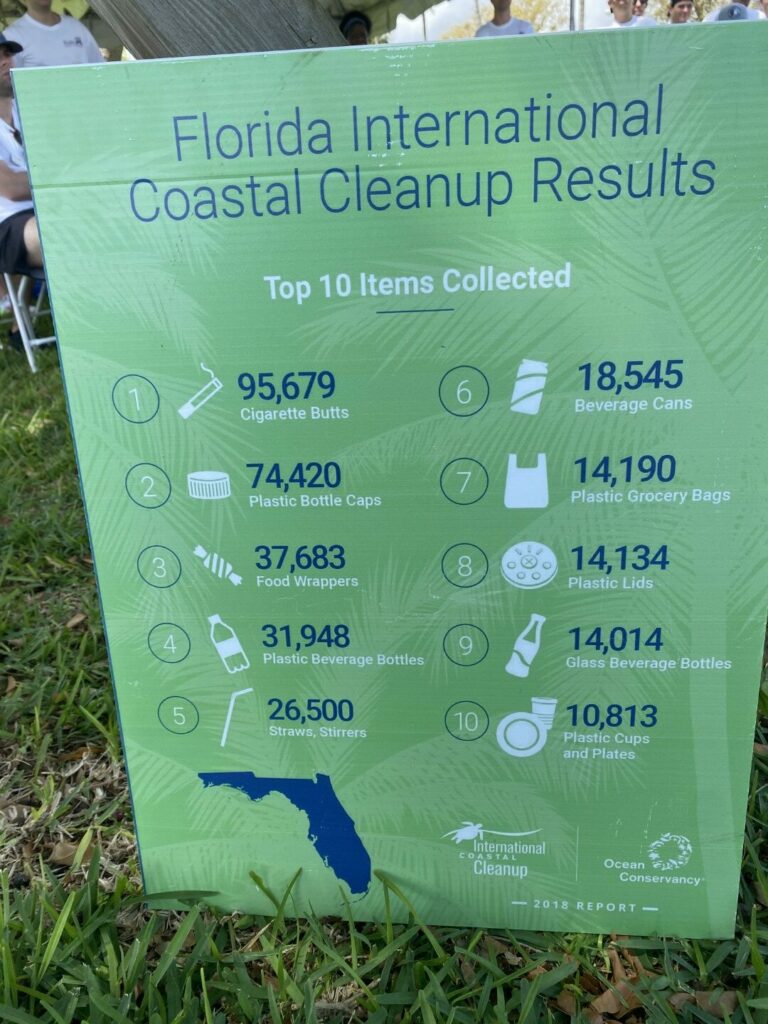 Florida International
Coastal Cleanup Results
Top 10 Items Collected
1
95,679
Cigarette Butts
2
74,420
Plastic Bottle Caps
3
37,683
Food Wrappers
4
31,948
Plastic Beverage Bottles
5
26,500
Straws, Stirrers
6
18,545
Beverage Cans
7
14,190
Plastic Grocery Bags
8
14,134
Plastic Lids
9
14,014
Glass Beverage Bottles
10
10,813
Plastic Cups
and Plates
International
COASTAL
Cleanup
Ocean
Conservancy
2018 REPORT